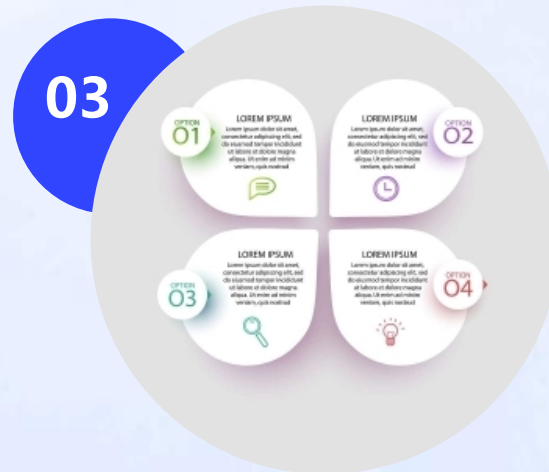 03
OPTION
01
LOREM IPSUM
Lorem ipsum dolor sit amet,
consectetur adipiscing elit, sed
do eiusmod tempor incididunt
ut labore et dolore magna
aliqua. Ut enim ad minim
veniam, quis nostrud
OPTION
02
LOREM IPSUM
Lorem ipsum dolor sit amet,
consectetur adipiscing elit, sed
do eiusmod tempor incididunt
ut labore et dolore magna
aliqua. Ut enim ad minim
veniam, quis nostrud
OPTION
03
LOREM IPSUM
Lorem ipsum dolor sit amet,
consectetur adipiscing elit, sed
do eiusmod tempor incididunt
ut labore et dolore magna
aliqua. Ut enim ad minim
veniam, quis nostrud
OPTION
04
LOREM IPSUM
Lorem ipsum dolor sit amet,
consectetur adipiscing elit, sed
do eiusmod tempor incididunt
ut labore et dolore magna
aliqua. Ut enim ad minim
veniam, quis nostrud